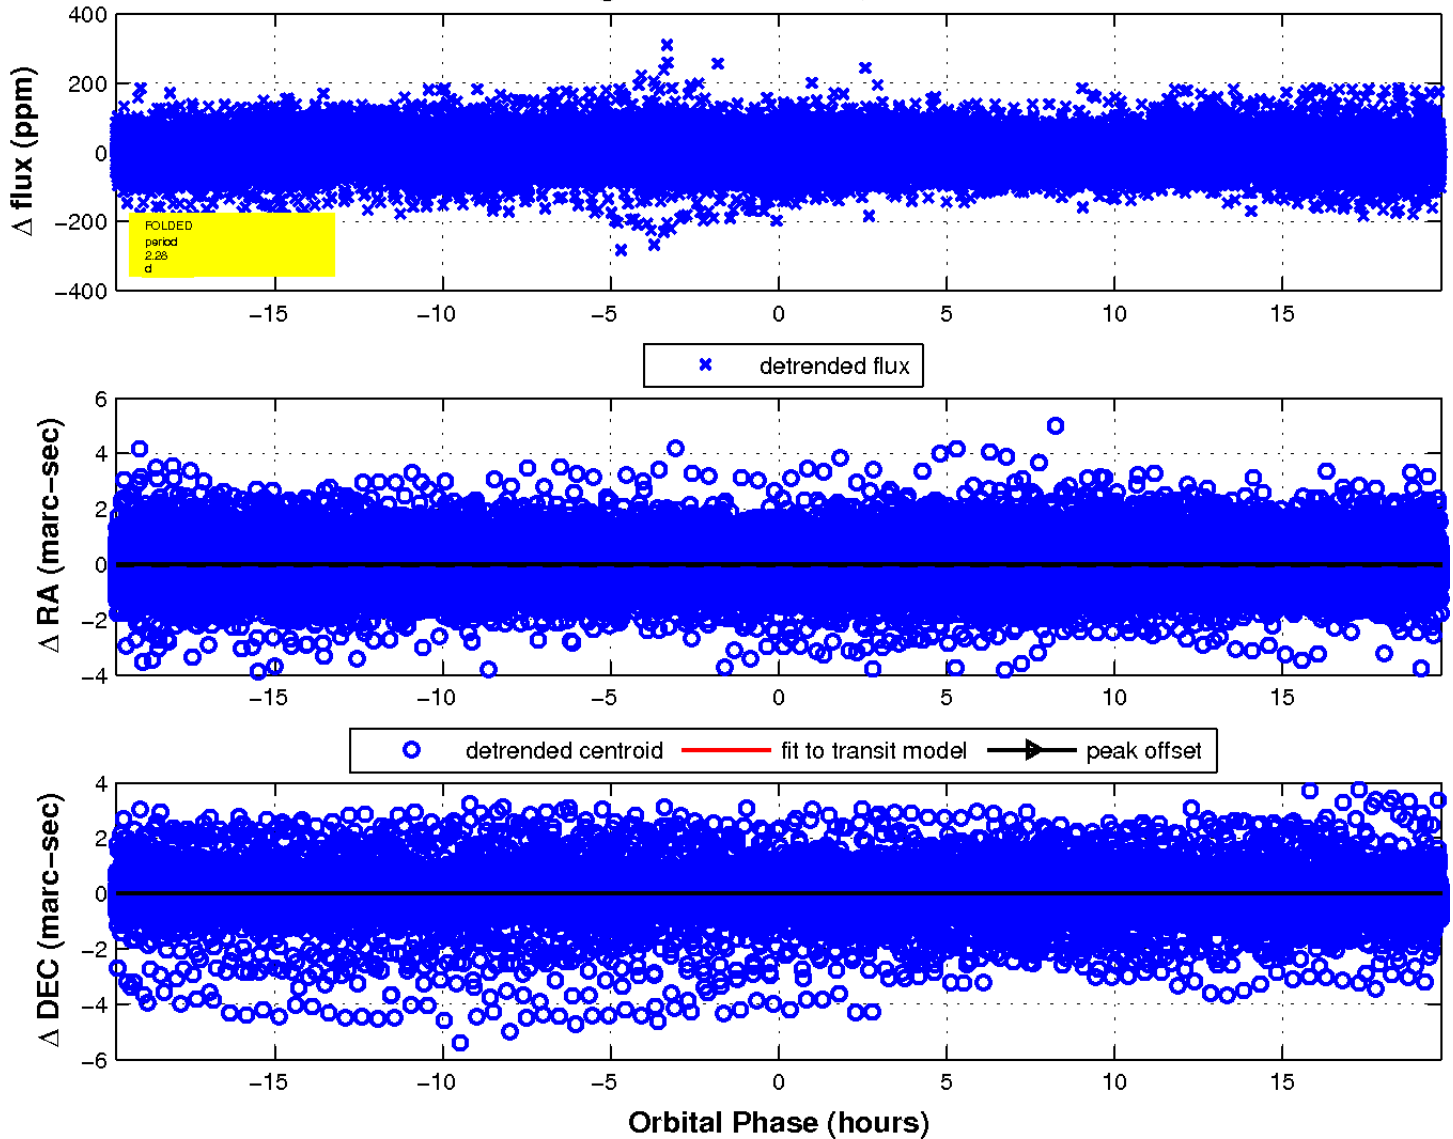 400
200
0
−200
−400
Δ flux (ppm)
FOLDED
period
2.28
d
−15 −10 −5 0 5 10 15
detrended flux
6
4
2
0
−2
−4
Δ RA (marc−sec)
−15 −10 −5 0 5 10 15
detrended centroid fit to transit model peak offset
4
2
0
−2
−4
−6
Δ DEC (marc−sec)
−15 −10 −5 0 5 10 15
Orbital Phase (hours)